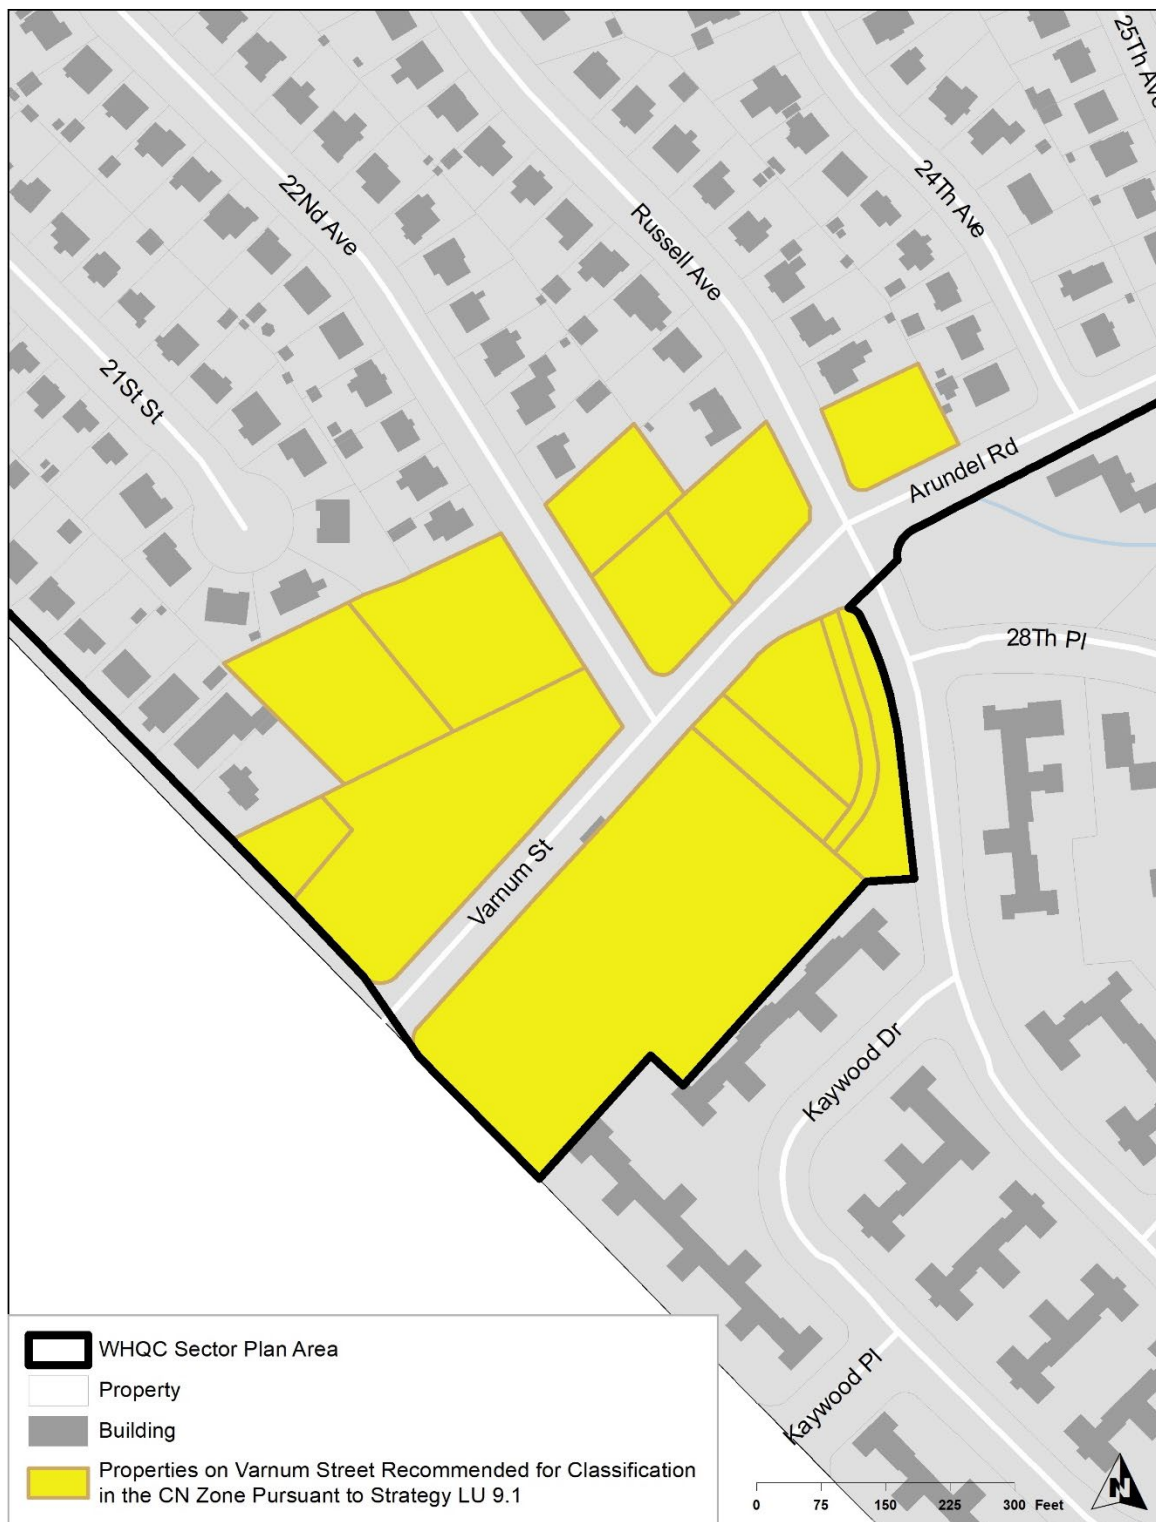 25Th Ave
24Th Ave
22Nd Ave
Russell Ave
21St St
Arundel Rd
28Th Pl
Varnum St
Kaywood Dr
Kaywood Pl
WHQC Sector Plan Area
Property
Building
Properties on Varnum Street Recommended for Classification
in the CN Zone Pursuant to Strategy LU 9.1
0 75 150 225 300 Feet
N